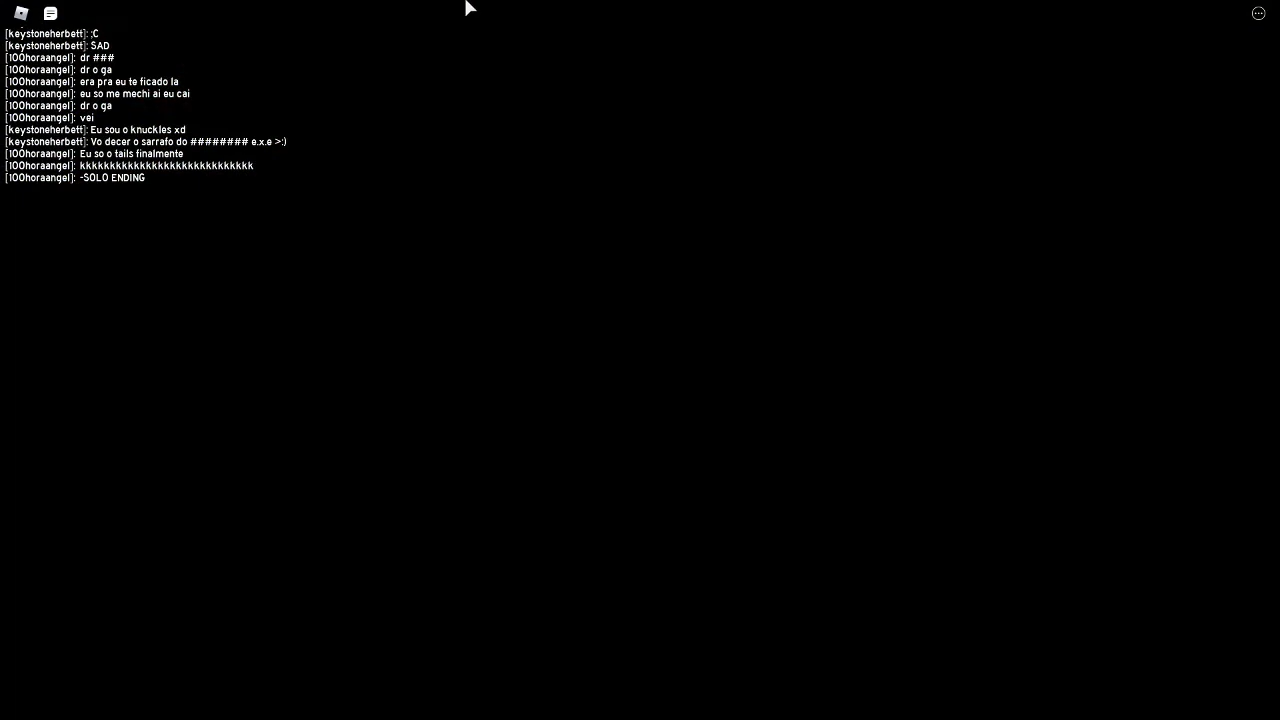 [keystoneherbett]: ;C
[keystoneherbett]: SAD
[100horaangel]: dr ###
[100horaangel]: dr o ga
[100horaangel]: era pra eu te ficado la
[100horaangel]: eu so me mechi ai eu cai
[100horaangel]: dr o ga
[100horaangel]: vei
[keystoneherbett]: Eu sou o knuckles xd
[keystoneherbett]: Vo decer o sarrafo do ######## e.x.e >:)
[100horaangel]: Eu so o tails finalmente
[100horaangel]: kkkkkkkkkkkkkkkkkkkkkkkkkkkkk
[100horaangel]: -SOLO ENDING